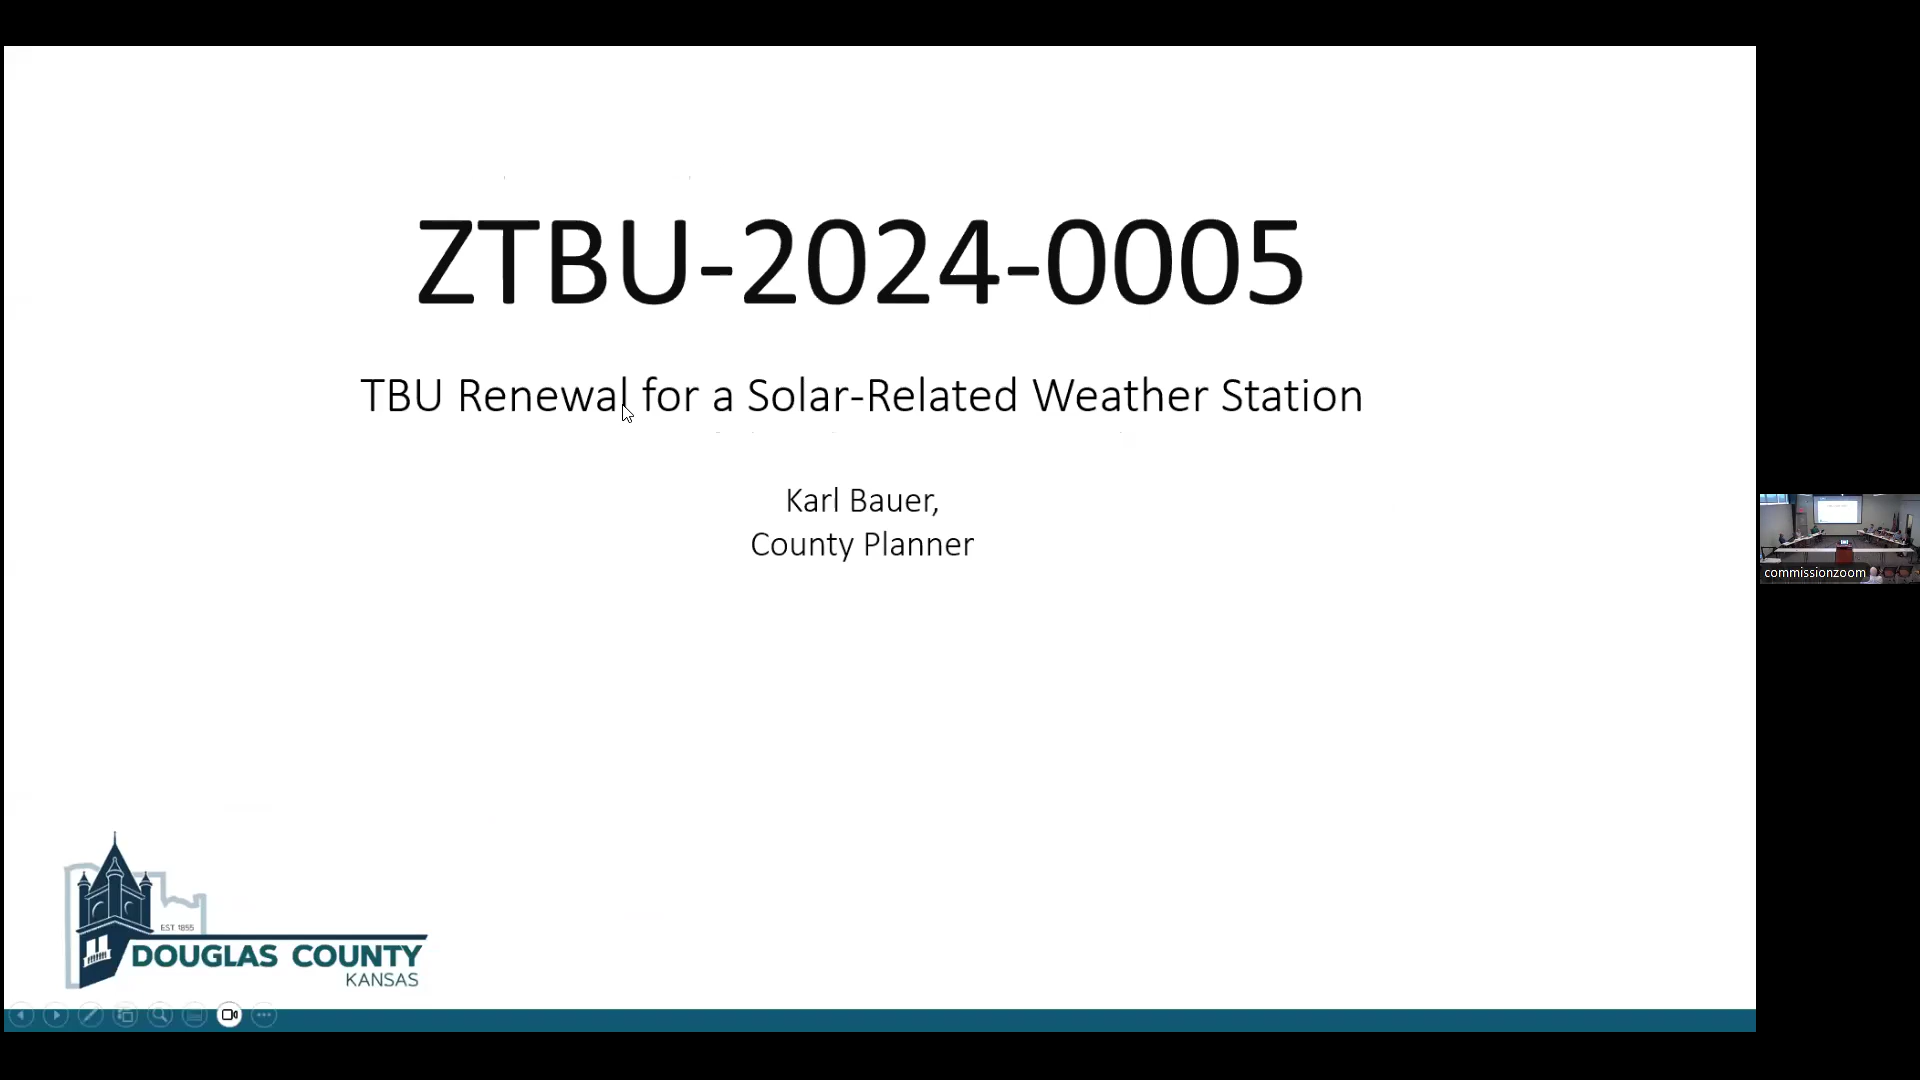 ZTBU-2024-0005
TBU Renewal for a Solar-Related Weather Station
Karl Bauer,
County Planner
EST 1855
DOUGLAS COUNTY
KANSAS
commissionzoom